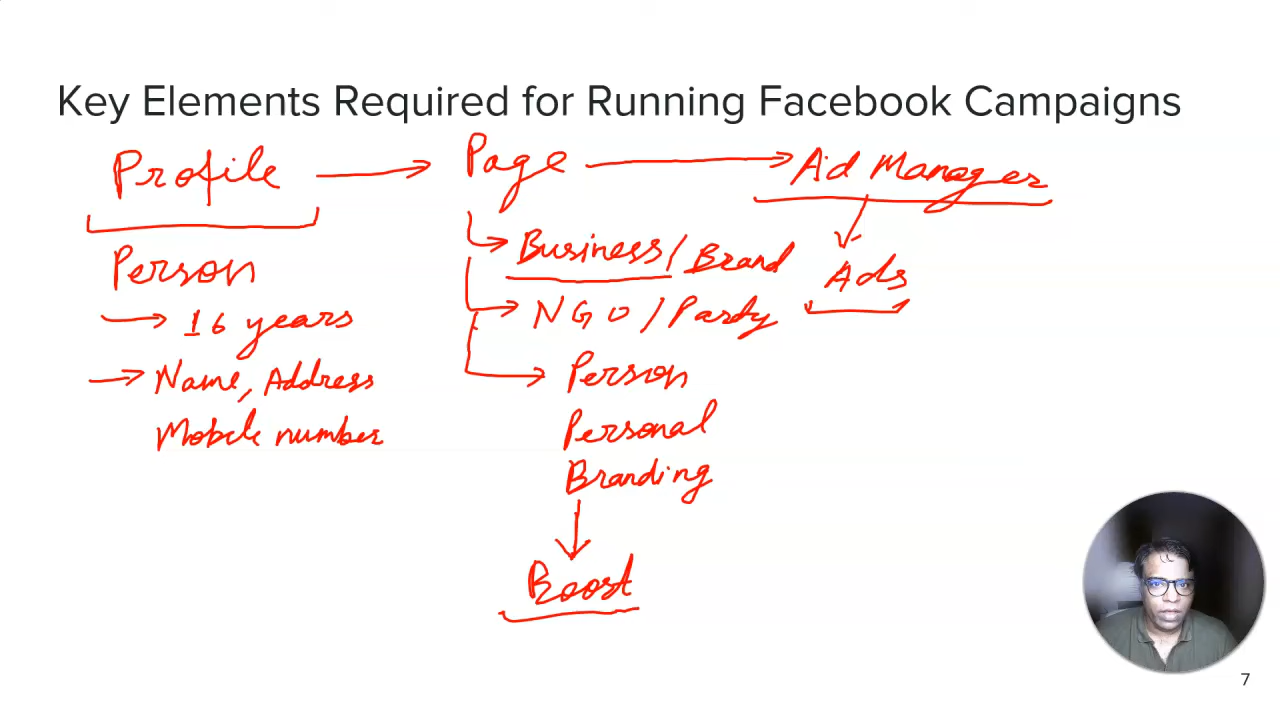 Key Elements Required for Running Facebook Campaigns
Profile → Page → Ad Manager
Person
→ 16 years
→ Name, Address
Mobile number
→ Business / Brand
→ NGO / Party
→ Person
Personal
Branding
Boost
Ads
7